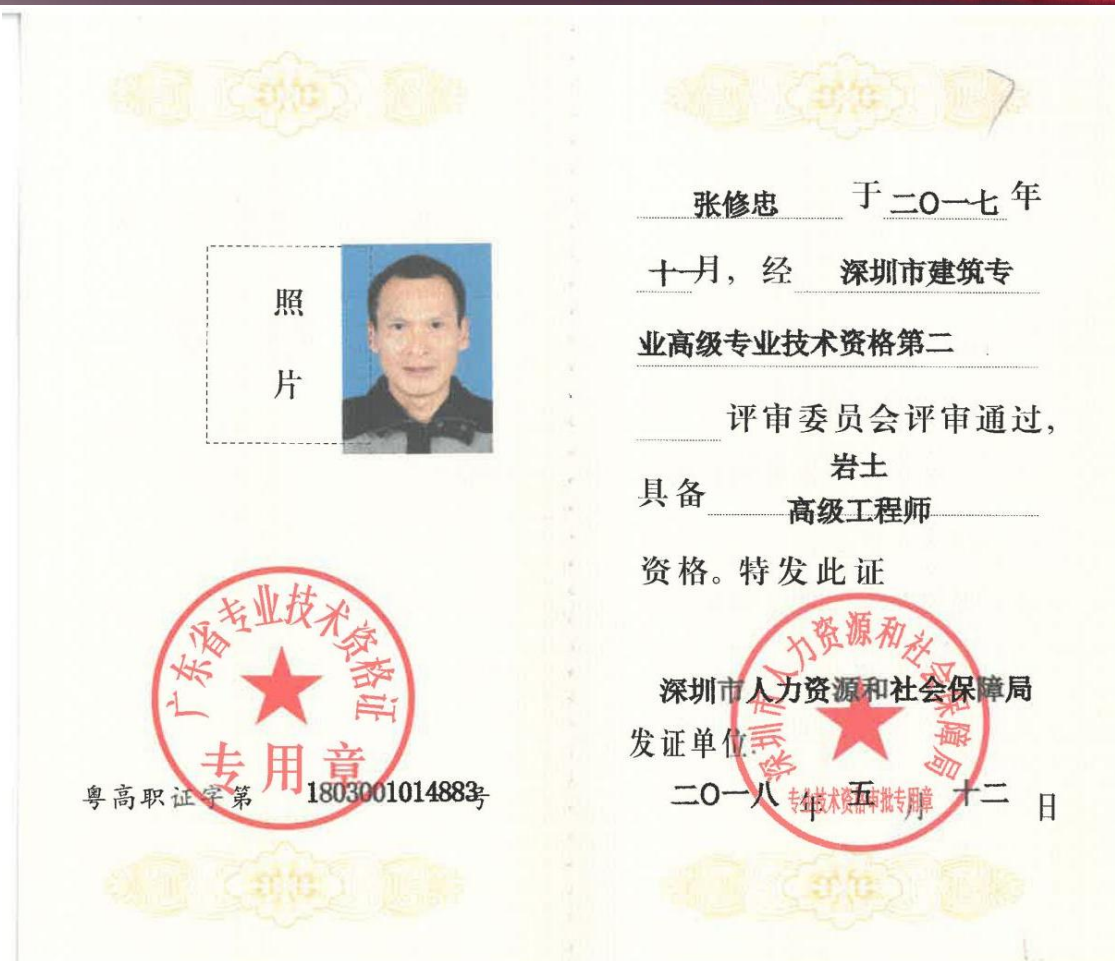 照
片
广东省专业技术资格证
专用章
粤高职证字第 1803001014883号
张修忠 于 二〇一七 年
十一月，经 深圳市建筑专
业高级专业技术资格第二
评审委员会评审通过，
岩土
具备 高级工程师
资格。特发此证
深圳市人力资源和社会保障局
深圳市人力资源和社会保障局
发证单位:
二〇一八 年 五 月 十二 日
专业技术资格审批专用章